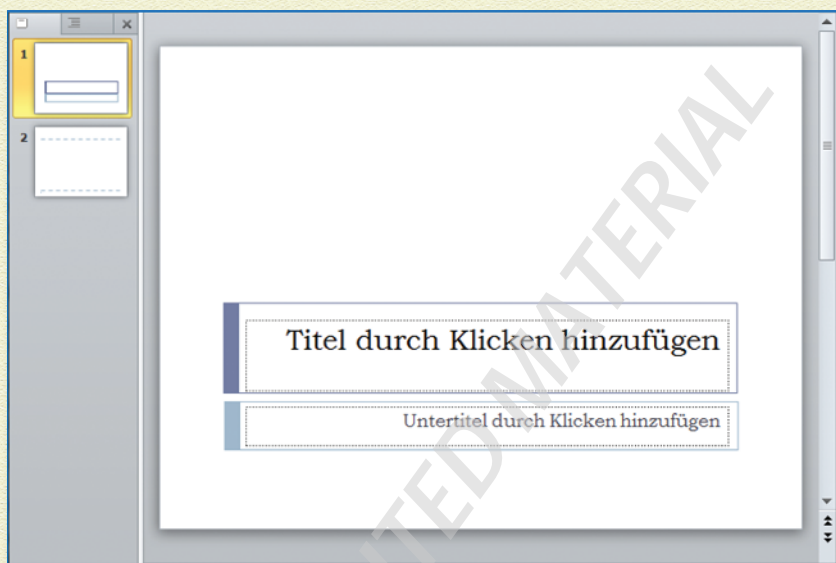 1
2
Titel durch Klicken hinzufügen
Untertitel durch Klicken hinzufügen
TED MATERIAL